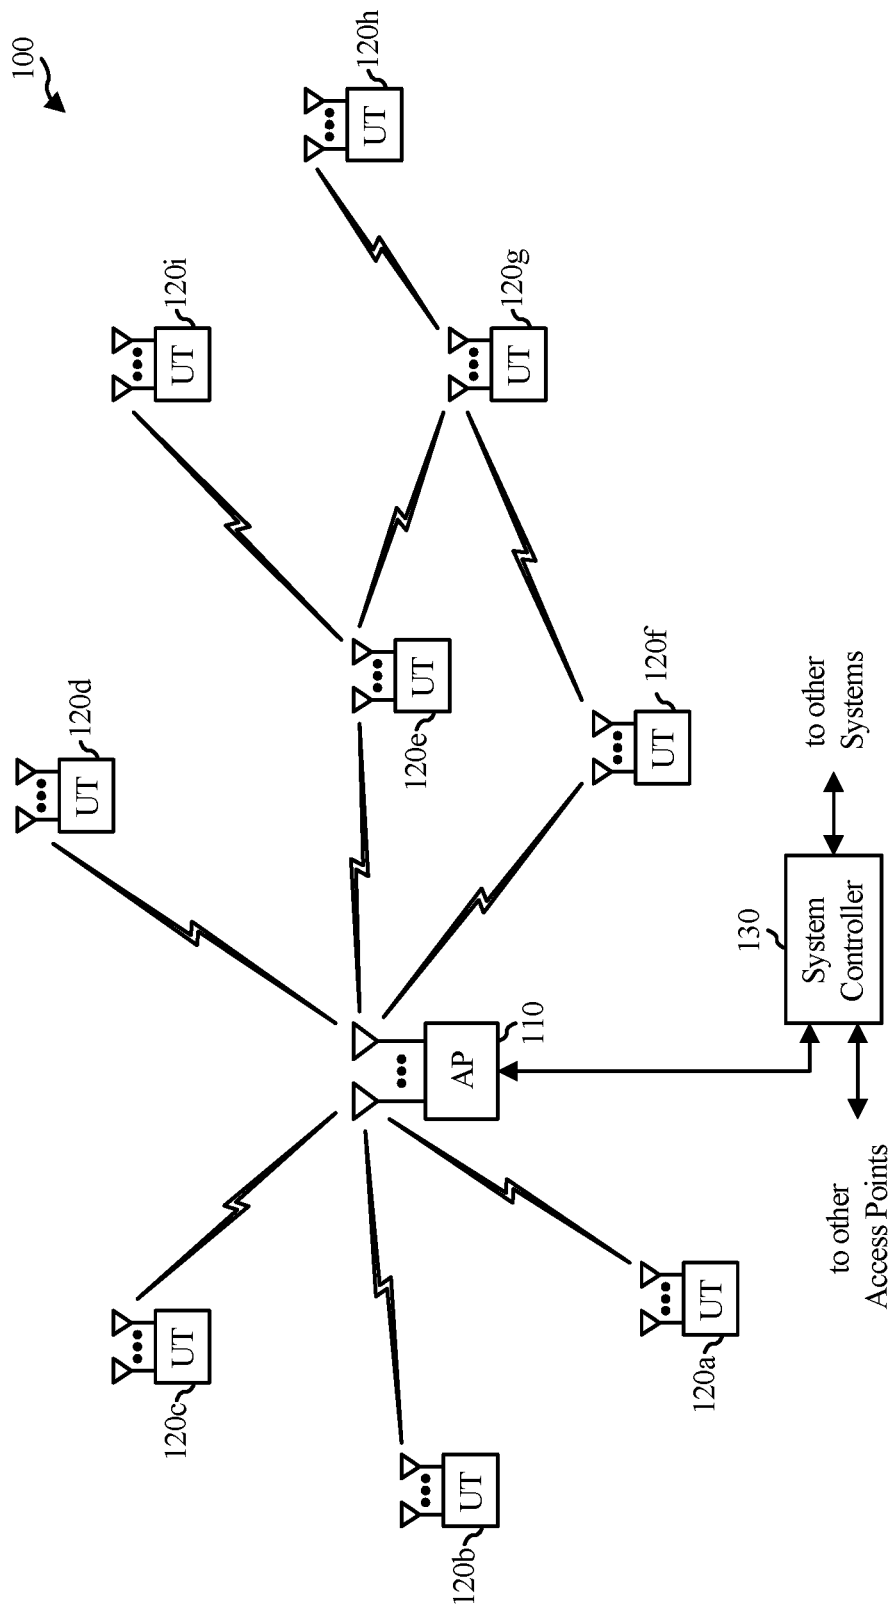 100
120d
UT
120i
UT
120h
UT
120c
UT
120e
UT
120g
UT
120b
UT
AP
110
120f
UT
120a
UT
130
System
Controller
to other
Systems
to other
Access Points